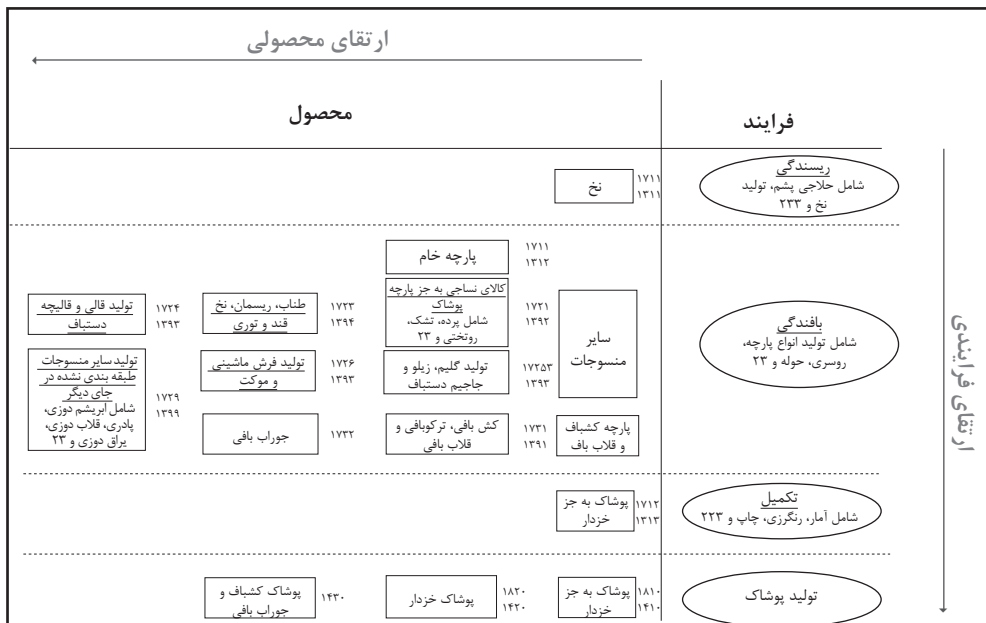 ارتقای محصولی
فرایند
محصول
ارتقای فرایندی
ریسندگی
شامل حلاجی پشم، تولید
نخ و ۲۳۳
۱۷۱۱
۱۳۱۱
نخ
بافندگی
شامل تولید انواع پارچه،
روسری، حوله و ۲۳
۱۷۱۱
۱۳۱۲
پارچه خام
سایر
منسوجات
۱۷۲۱
۱۳۹۲
کالای نساجی به جز پارچه
پوشاک
شامل پرده، تشک،
روتختی و ۲۳
۱۷۲۳
۱۳۹۴
طناب، ریسمان، نخ
قند و توری
۱۷۲۴
۱۳۹۳
تولید قالی و قالیچه
دستباف
۱۷۲۵۳
۱۳۹۳
تولید گلیم، زیلو و
جاجیم دستباف
۱۷۲۶
۱۳۹۳
تولید فرش ماشینی
و موکت
۱۷۲۹
۱۳۹۹
تولید سایر منسوجات
طبقه بندی نشده در
جای دیگر
شامل ابریشم دوزی،
پادری، قلاب دوزی،
یراق دوزی و ۲۳
پارچه کشباف
و قلاب باف
۱۷۳۱
۱۳۹۱
کش بافی، ترکوبافی و
قلاب بافی
۱۷۳۲
جوراب بافی
تکمیل
شامل آمار، رنگرزی، چاپ و ۲۲۳
۱۷۱۲
۱۳۱۳
پوشاک به جز
خزدار
تولید پوشاک
۱۸۱۰
۱۴۱۰
پوشاک به جز
خزدار
۱۸۲۰
۱۴۲۰
پوشاک خزدار
۱۴۳۰
پوشاک کشباف و
جوراب بافی